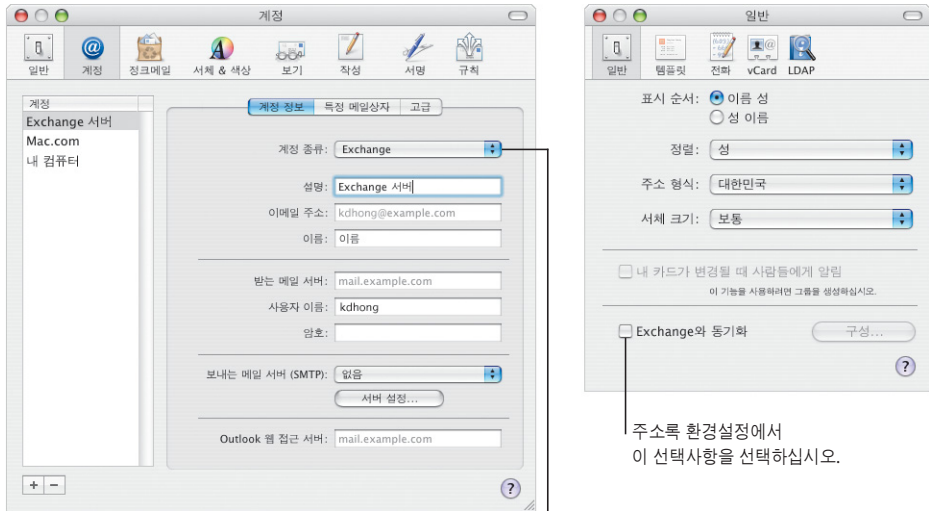 계정
일반
계정
정크메일
서체 & 색상
보기
작성
서명
규칙
계정
Exchange 서버
Mac.com
내 컴퓨터
계정 정보
특정 메일상자
고급
계정 종류: Exchange
설명: Exchange 서버
이메일 주소: kdhong@example.com
이름: 이름
받는 메일 서버: mail.example.com
사용자 이름: kdhong
암호:
보내는 메일 서버 (SMTP): 없음
서버 설정...
Outlook 웹 접근 서버: mail.example.com
+ −
?
일반
일반
템플릿
전화
vCard
LDAP
표시 순서: 이름 성
성 이름
정렬: 성
주소 형식: 대한민국
서체 크기: 보통
내 카드가 변경될 때 사람들에게 알림
이 기능을 사용하려면 그룹을 생성하십시오.
Exchange와 동기화
구성...
?
주소록 환경설정에서
이 선택사항을 선택하십시오.